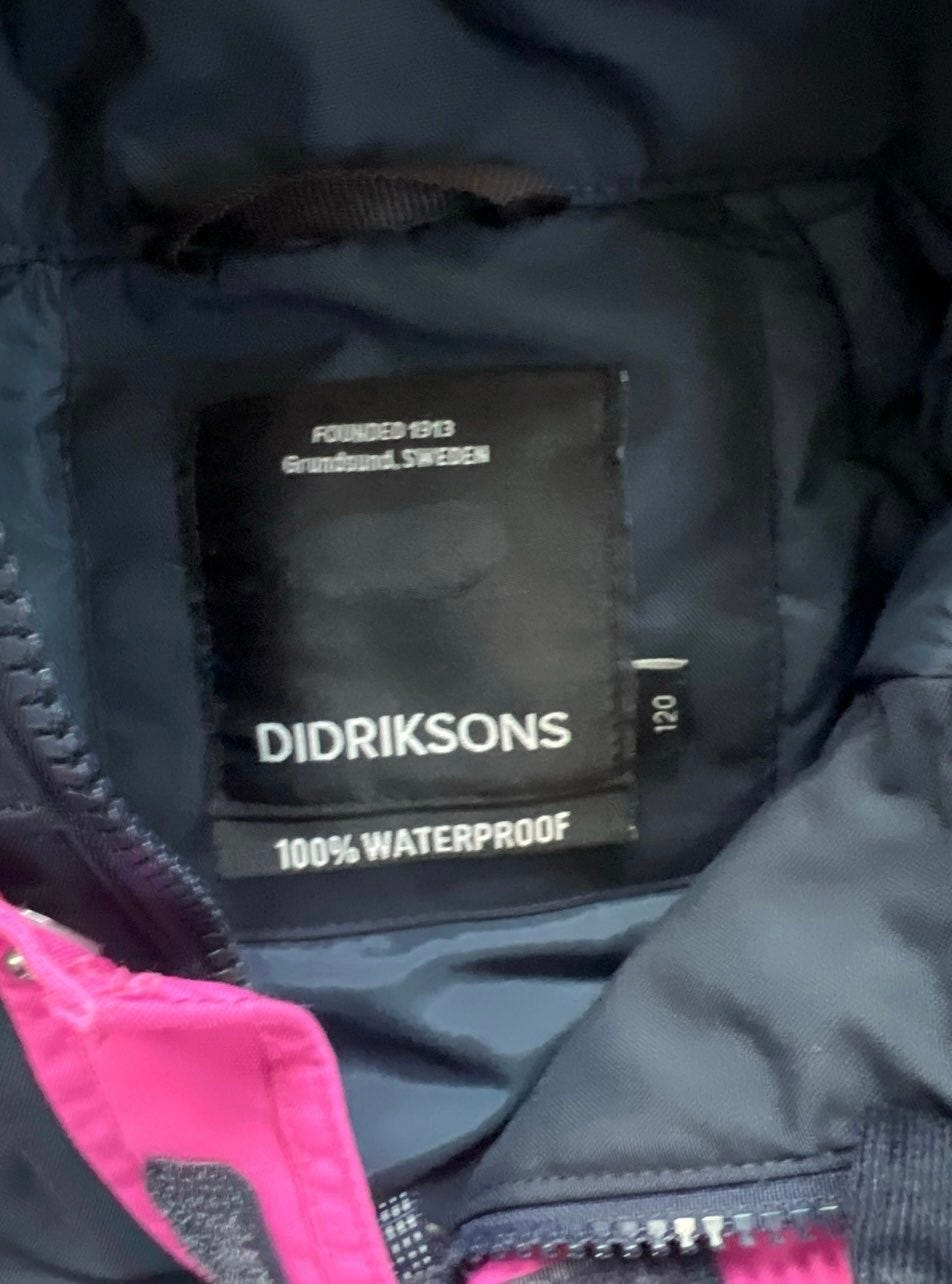 FOUNDED 1913
Grundsund, SWEDEN
DIDRIKSONS
120
100% WATERPROOF